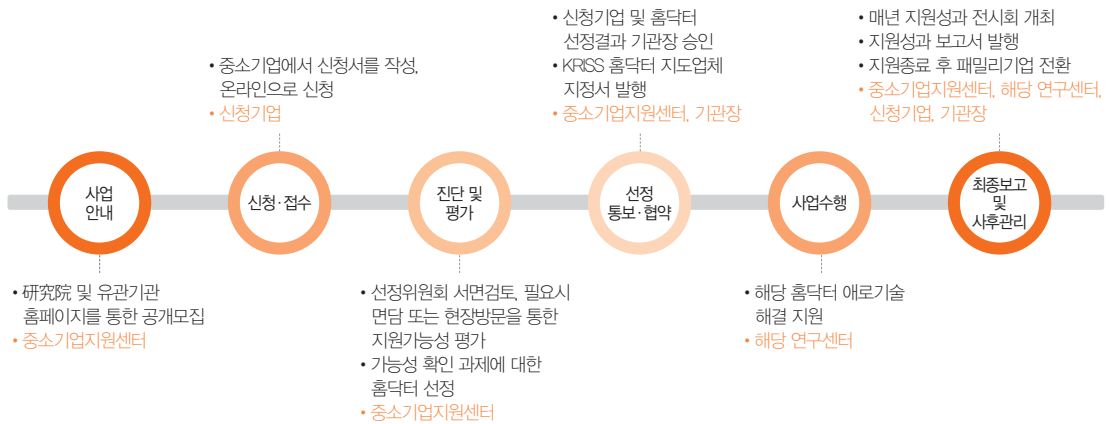 • 신청기업 및 홈닥터
선정결과 기관장 승인
• KRISS 홈닥터 지도업체
지정서 발행
• 중소기업지원센터, 기관장
• 매년 지원성과 전시회 개최
• 지원성과 보고서 발행
• 지원종료 후 패밀리기업 전환
• 중소기업지원센터, 해당 연구센터,
신청기업, 기관장
• 중소기업에서 신청서를 작성,
온라인으로 신청
• 신청기업
사업
안내
신청·접수
진단 및
평가
선정
통보·협약
사업수행
최종보고
및
사후관리
• 研究院 및 유관기관
홈페이지를 통한 공개모집
• 중소기업지원센터
• 선정위원회 서면검토, 필요시
면담 또는 현장방문을 통한
지원가능성 평가
• 가능성 확인 과제에 대한
홈닥터 선정
• 중소기업지원센터
• 해당 홈닥터 애로기술
해결 지원
• 해당 연구센터